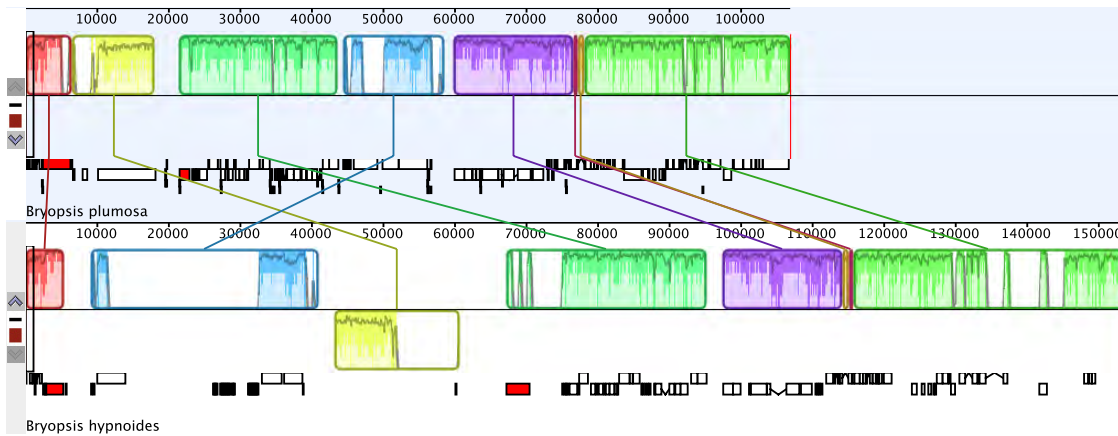 10000 20000 30000 40000 50000 60000 70000 80000 90000 100000
Bryopsis plumosa
10000 20000 30000 40000 50000 60000 70000 80000 90000 100000 110000 120000 130000 140000 150000
Bryopsis hypnoides